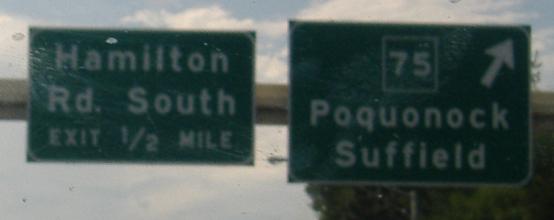 Hamilton
Rd. South
EXIT 1/2 MILE
75
Poquonock
Suffield